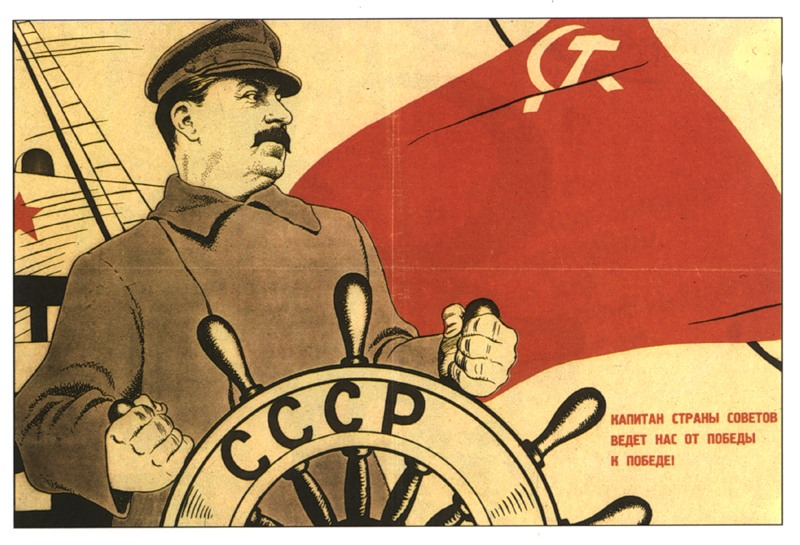 СССР
КАПИТАН СТРАНЫ СОВЕТОВ
ВЕДЕТ НАС ОТ ПОБЕДЫ
К ПОБЕДЕ!